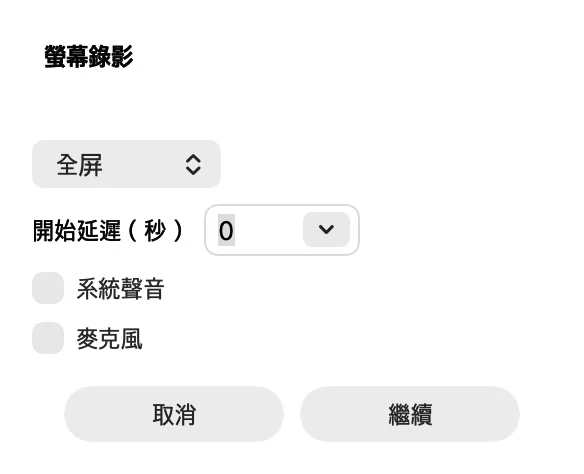 螢幕錄影
全屏
開始延遲（秒） 0
系統聲音
麥克風
取消 繼續